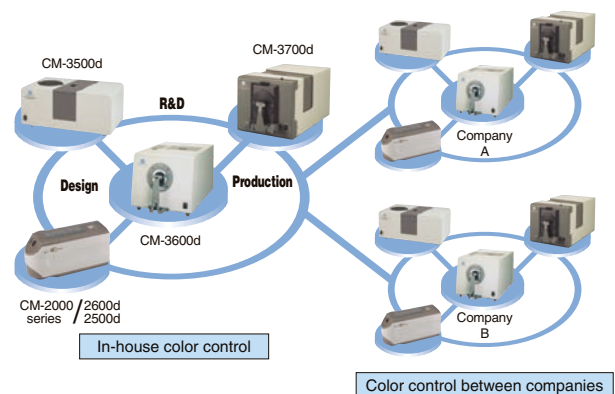 CM-3500d
CM-3700d
R&D
Design
Production
CM-3600d
CM-2000 / 2600d
series 2500d
In-house color control
Company
A
Company
B
Color control between companies